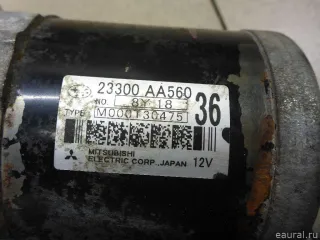 23300 AA560
NO 8Y 18
36
TYPE M000T30475
MITSUBISHI
ELECTRIC CORP., JAPAN 12V
eaural.ru